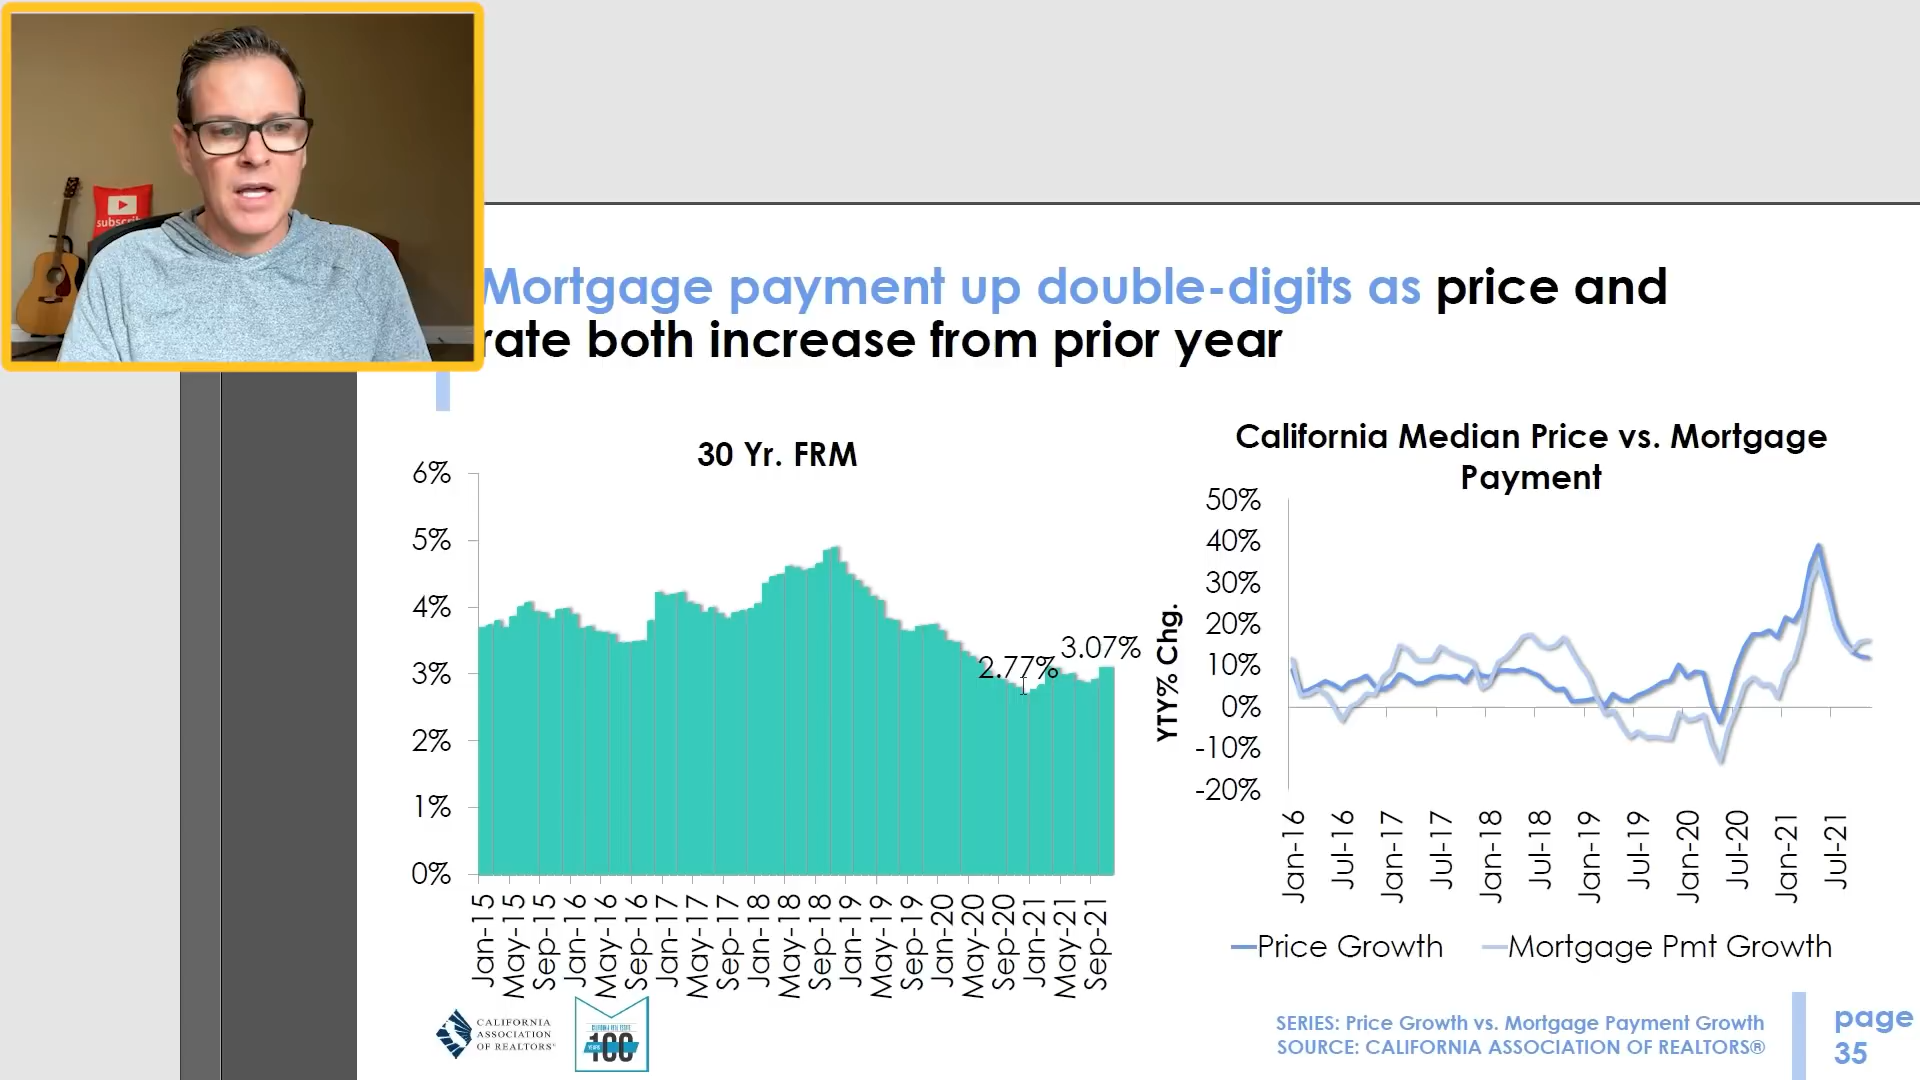 subscrib
Mortgage payment up double-digits as price and
rate both increase from prior year
30 Yr. FRM
6%
5%
4%
3%
2%
1%
0%
2.77%
3.07%
Jan-15
May-15
Sep-15
Jan-16
May-16
Sep-16
Jan-17
May-17
Sep-17
Jan-18
May-18
Sep-18
Jan-19
May-19
Sep-19
Jan-20
May-20
Sep-20
Jan-21
May-21
Sep-21
California Median Price vs. Mortgage
Payment
YTY% Chg.
50%
40%
30%
20%
10%
0%
-10%
-20%
Jan-16
Jul-16
Jan-17
Jul-17
Jan-18
Jul-18
Jan-19
Jul-19
Jan-20
Jul-20
Jan-21
Jul-21
Price Growth
Mortgage Pmt Growth
CALIFORNIA
ASSOCIATION
OF REALTORS®
CALIFORNIA REAL ESTATE
YEARS 100
SERIES: Price Growth vs. Mortgage Payment Growth
SOURCE: CALIFORNIA ASSOCIATION OF REALTORS®
page
35